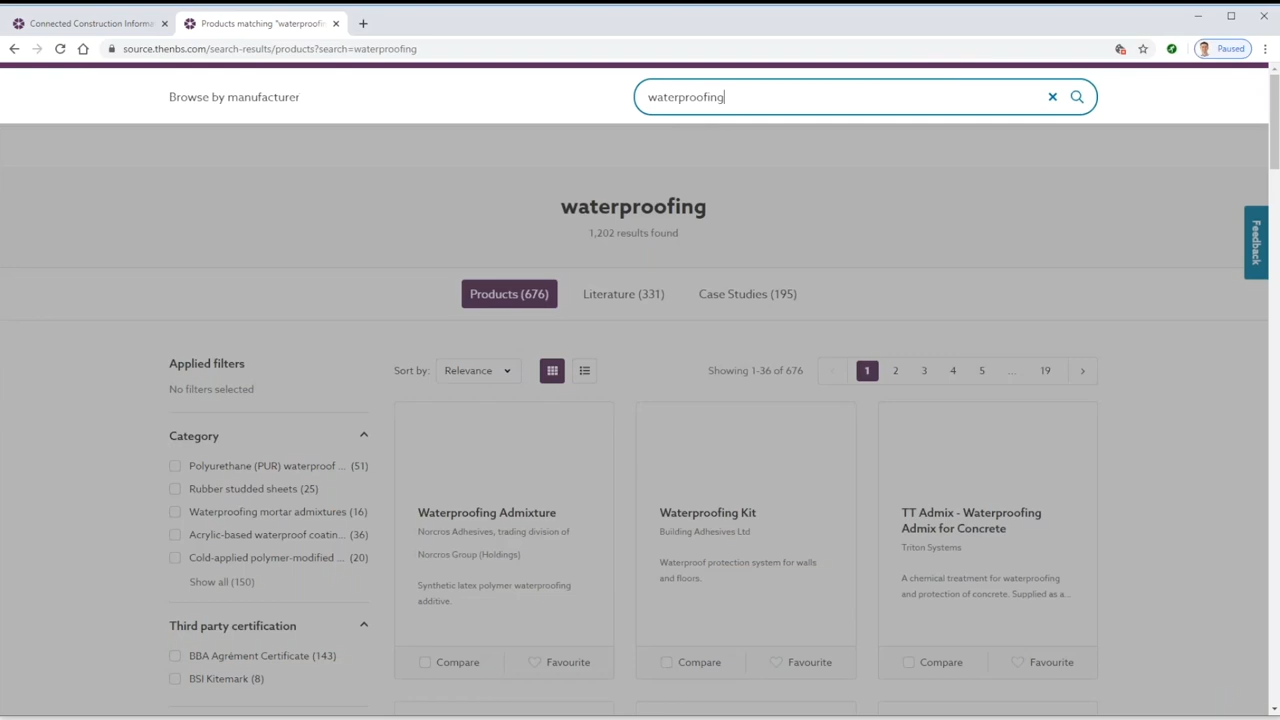 Connected Construction Informa
Products matching "waterproofin
source.thenbs.com/search-results/products?search=waterproofing
Paused
Browse by manufacturer
waterproofing
waterproofing
1,202 results found
Feedback
Products (676)
Literature (331)
Case Studies (195)
Applied filters
No filters selected
Sort by:
Relevance
Showing 1-36 of 676
1
2
3
4
5
...
19
Category
Polyurethane (PUR) waterproof ... (51)
Rubber studded sheets (25)
Waterproofing mortar admixtures (16)
Acrylic-based waterproof coatin... (36)
Cold-applied polymer-modified ... (20)
Show all (150)
Third party certification
BBA Agrément Certificate (143)
BSI Kitemark (8)
Waterproofing Admixture
Norcros Adhesives, trading division of
Norcros Group (Holdings)
Synthetic latex polymer waterproofing
additive.
Compare
Favourite
Waterproofing Kit
Building Adhesives Ltd
Waterproof protection system for walls
and floors.
Compare
Favourite
TT Admix - Waterproofing
Admix for Concrete
Triton Systems
A chemical treatment for waterproofing
and protection of concrete. Supplied as a...
Compare
Favourite